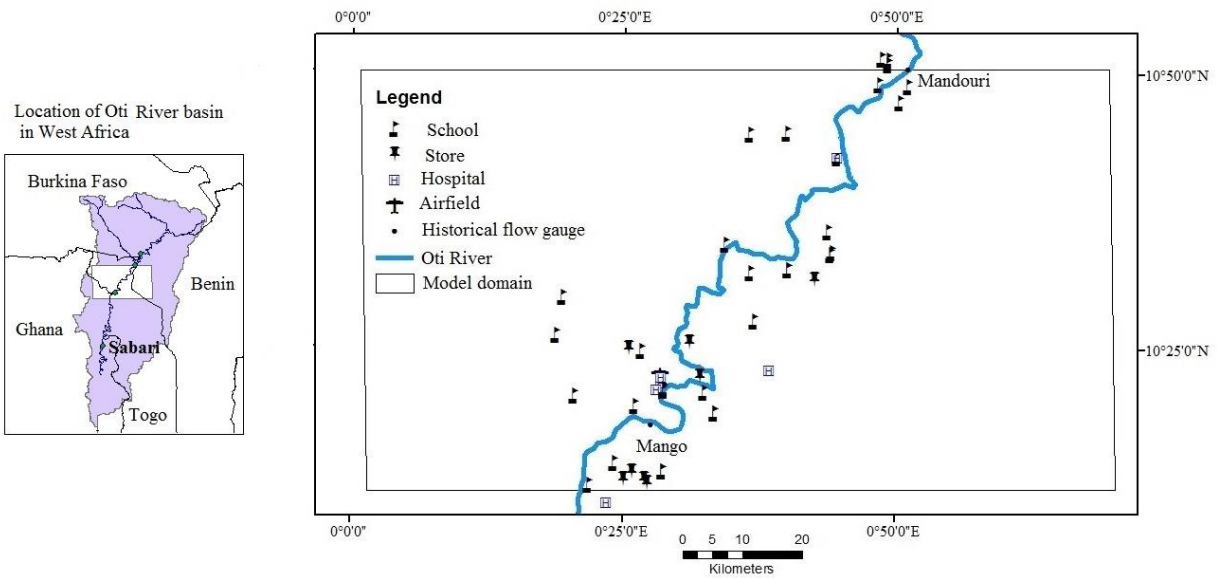 Location of Oti River basin
in West Africa
Burkina Faso
Benin
Ghana
Sabari
Togo
0°0'0"
0°25'0"E
0°50'0"E
Mandouri
10°50'0"N
Legend
School
Store
Hospital
Airfield
Historical flow gauge
Oti River
Model domain
10°25'0"N
Mango
0°0'0"
0°25'0"E
0°50'0"E
0 5 10 20
Kilometers